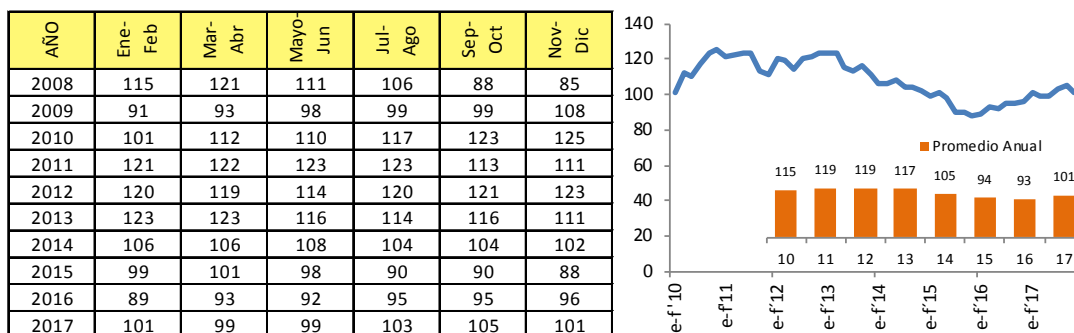 AÑO Ene-Feb Mar-Abr Mayo-Jun Jul-Ago Sep-Oct Nov-Dic
2008 115 121 111 106 88 85
2009 91 93 98 99 99 108
2010 101 112 110 117 123 125
2011 121 122 123 123 113 111
2012 120 119 114 120 121 123
2013 123 123 116 114 116 111
2014 106 106 108 104 104 102
2015 99 101 98 90 90 88
2016 89 93 92 95 95 96
2017 101 99 99 103 105 101
140
120
100
80
60
40
20
0
Promedio Anual
115 119 119 117 105 94 93 101
10 11 12 13 14 15 16 17
e-f'10 e-f'11 e-f'12 e-f'13 e-f'14 e-f'15 e-f'16 e-f'17